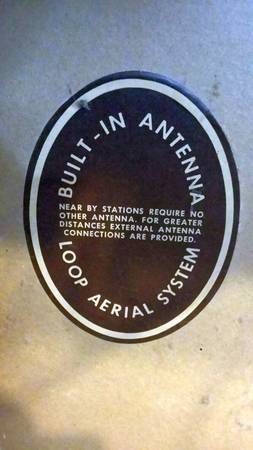 BUILT-IN ANTENNA
NEAR BY STATIONS REQUIRE NO
OTHER ANTENNA. FOR GREATER
DISTANCES EXTERNAL ANTENNA
CONNECTIONS ARE PROVIDED.
LOOP AERIAL SYSTEM